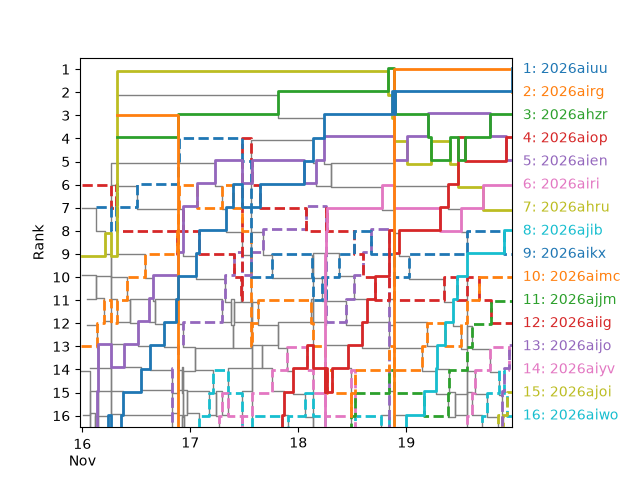 1
2
3
4
5
6
7
8
9
10
11
12
13
14
15
16
Rank
16
17
18
19
Nov
1: 2026aiuu
2: 2026airg
3: 2026ahzr
4: 2026aiop
5: 2026aien
6: 2026airi
7: 2026ahru
8: 2026ajib
9: 2026aikx
10: 2026aimc
11: 2026ajjm
12: 2026aiig
13: 2026aijo
14: 2026aiyv
15: 2026ajoi
16: 2026aiwo